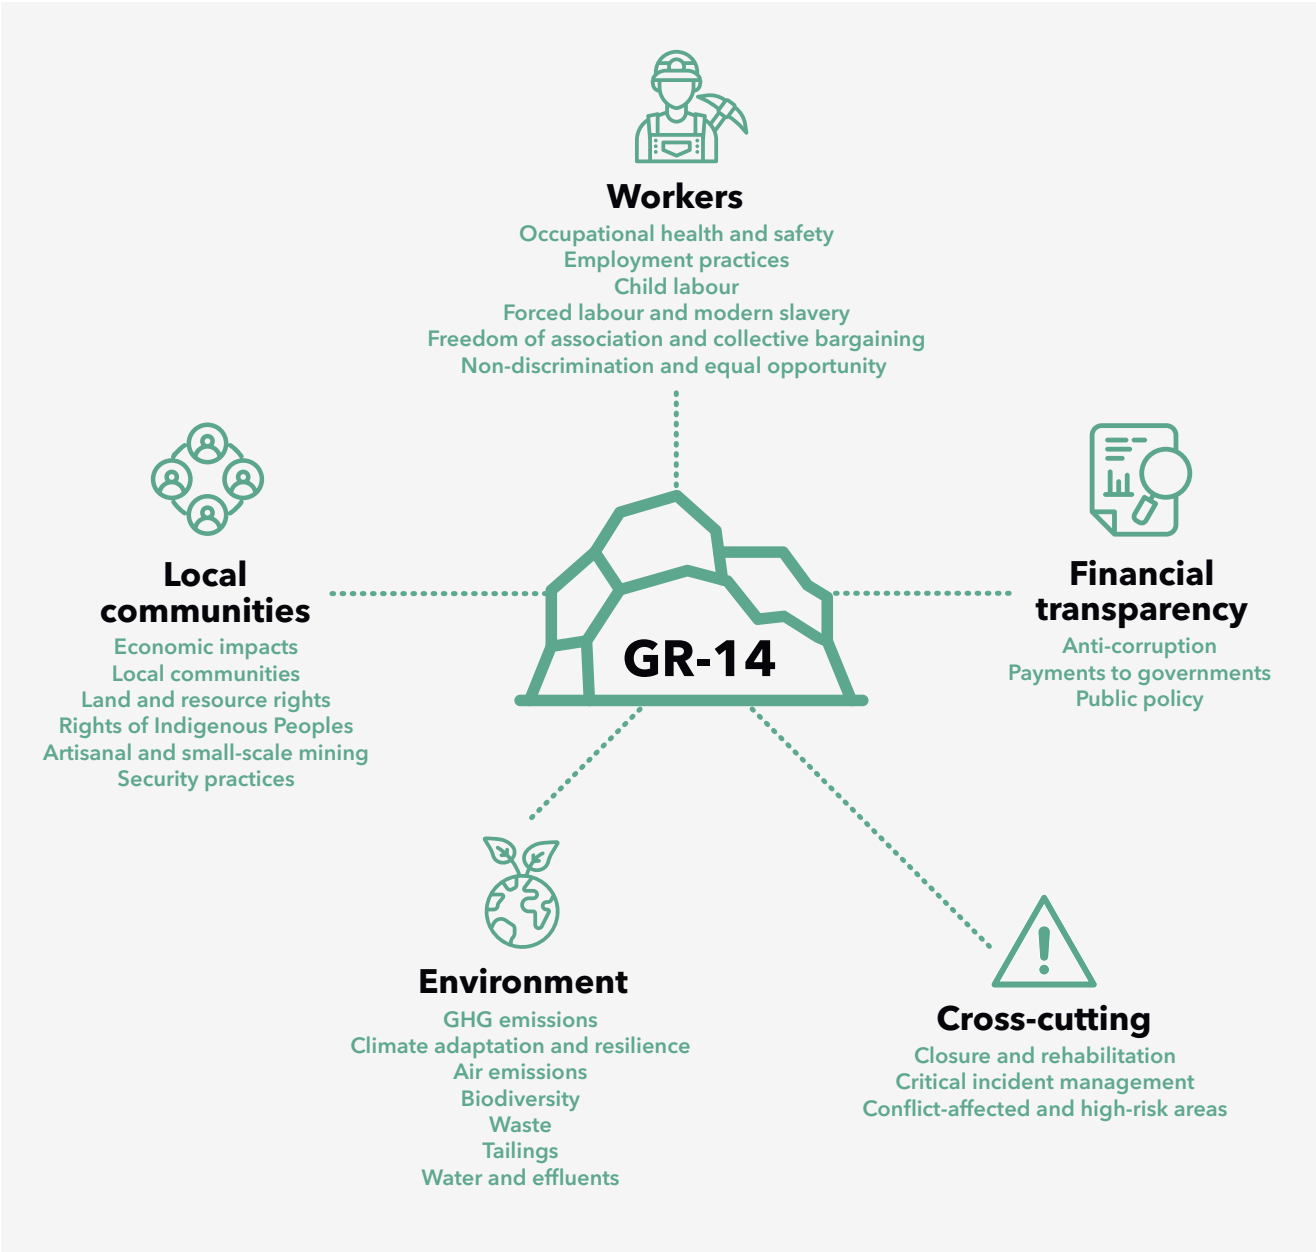 Workers
Occupational health and safety
Employment practices
Child labour
Forced labour and modern slavery
Freedom of association and collective bargaining
Non-discrimination and equal opportunity
Local
communities
Economic impacts
Local communities
Land and resource rights
Rights of Indigenous Peoples
Artisanal and small-scale mining
Security practices
GR-14
Financial
transparency
Anti-corruption
Payments to governments
Public policy
Environment
GHG emissions
Climate adaptation and resilience
Air emissions
Biodiversity
Waste
Tailings
Water and effluents
Cross-cutting
Closure and rehabilitation
Critical incident management
Conflict-affected and high-risk areas